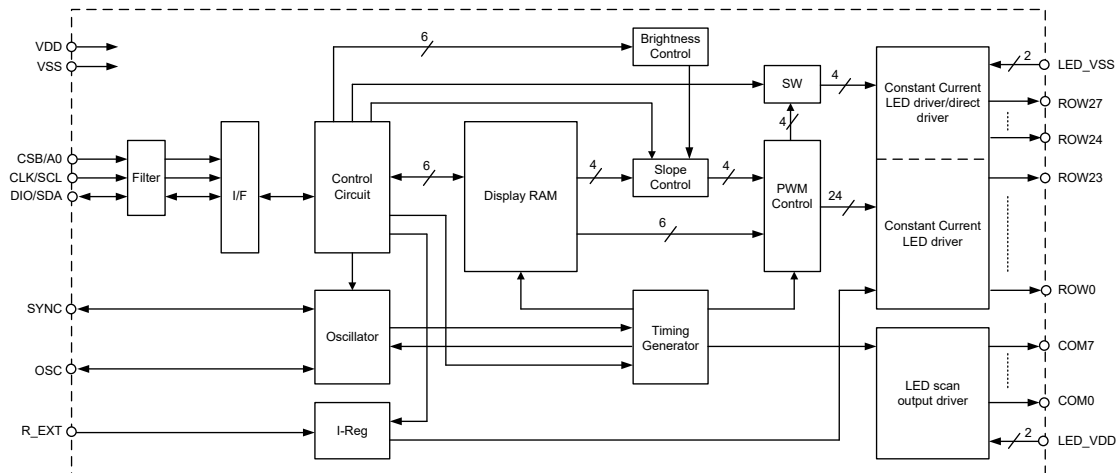 VDD
VSS
CSB/A0
CLK/SCL
DIO/SDA
SYNC
OSC
R_EXT
Filter
I/F
Control
Circuit
Oscillator
I-Reg
6
6
Display RAM
4
6
Brightness
Control
Slope
Control
4
Timing
Generator
SW
4
4
PWM
Control
24
Constant Current
LED driver/direct
driver
Constant Current
LED driver
LED scan
output driver
2
LED_VSS
ROW27
ROW24
ROW23
ROW0
COM7
COM0
2
LED_VDD